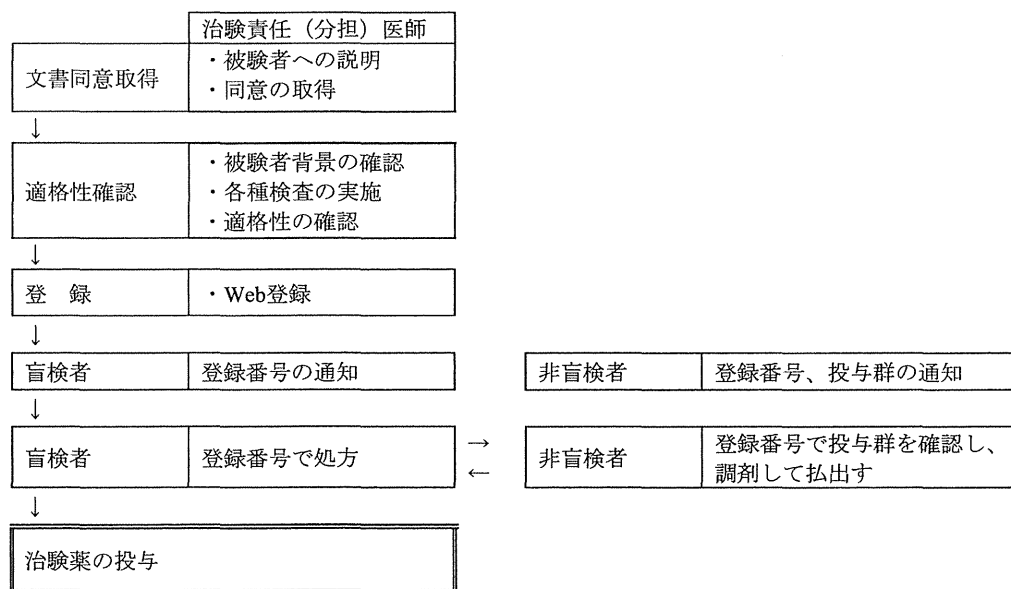 治験責任（分担）医師
文書同意取得
・被験者への説明
・同意の取得
↓
適格性確認
・被験者背景の確認
・各種検査の実施
・適格性の確認
↓
登　録
・Web登録
↓
盲検者
登録番号の通知
非盲検者
登録番号、投与群の通知
↓
盲検者
登録番号で処方
→
←
非盲検者
登録番号で投与群を確認し、
調剤して払出す
↓
治験薬の投与